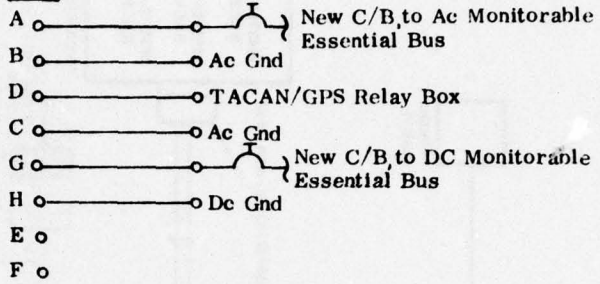 A New C/B, to Ac Monitorable
Essential Bus
B Ac Gnd
D TACAN/GPS Relay Box
C Ac Gnd
G New C/B, to DC Monitorable
Essential Bus
H Dc Gnd
E
F